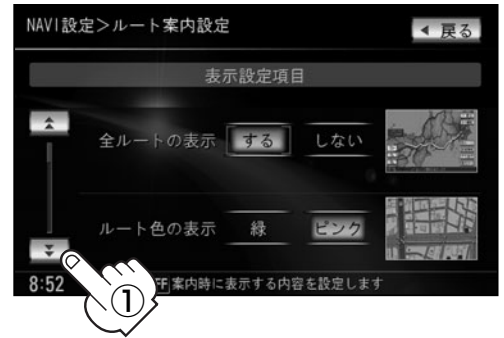 NAVI設定＞ルート案内設定
◀ 戻る
表示設定項目
全ルートの表示 する しない
ルート色の表示 緑 ピンク
8:52 FF 案内時に表示する内容を設定します
①